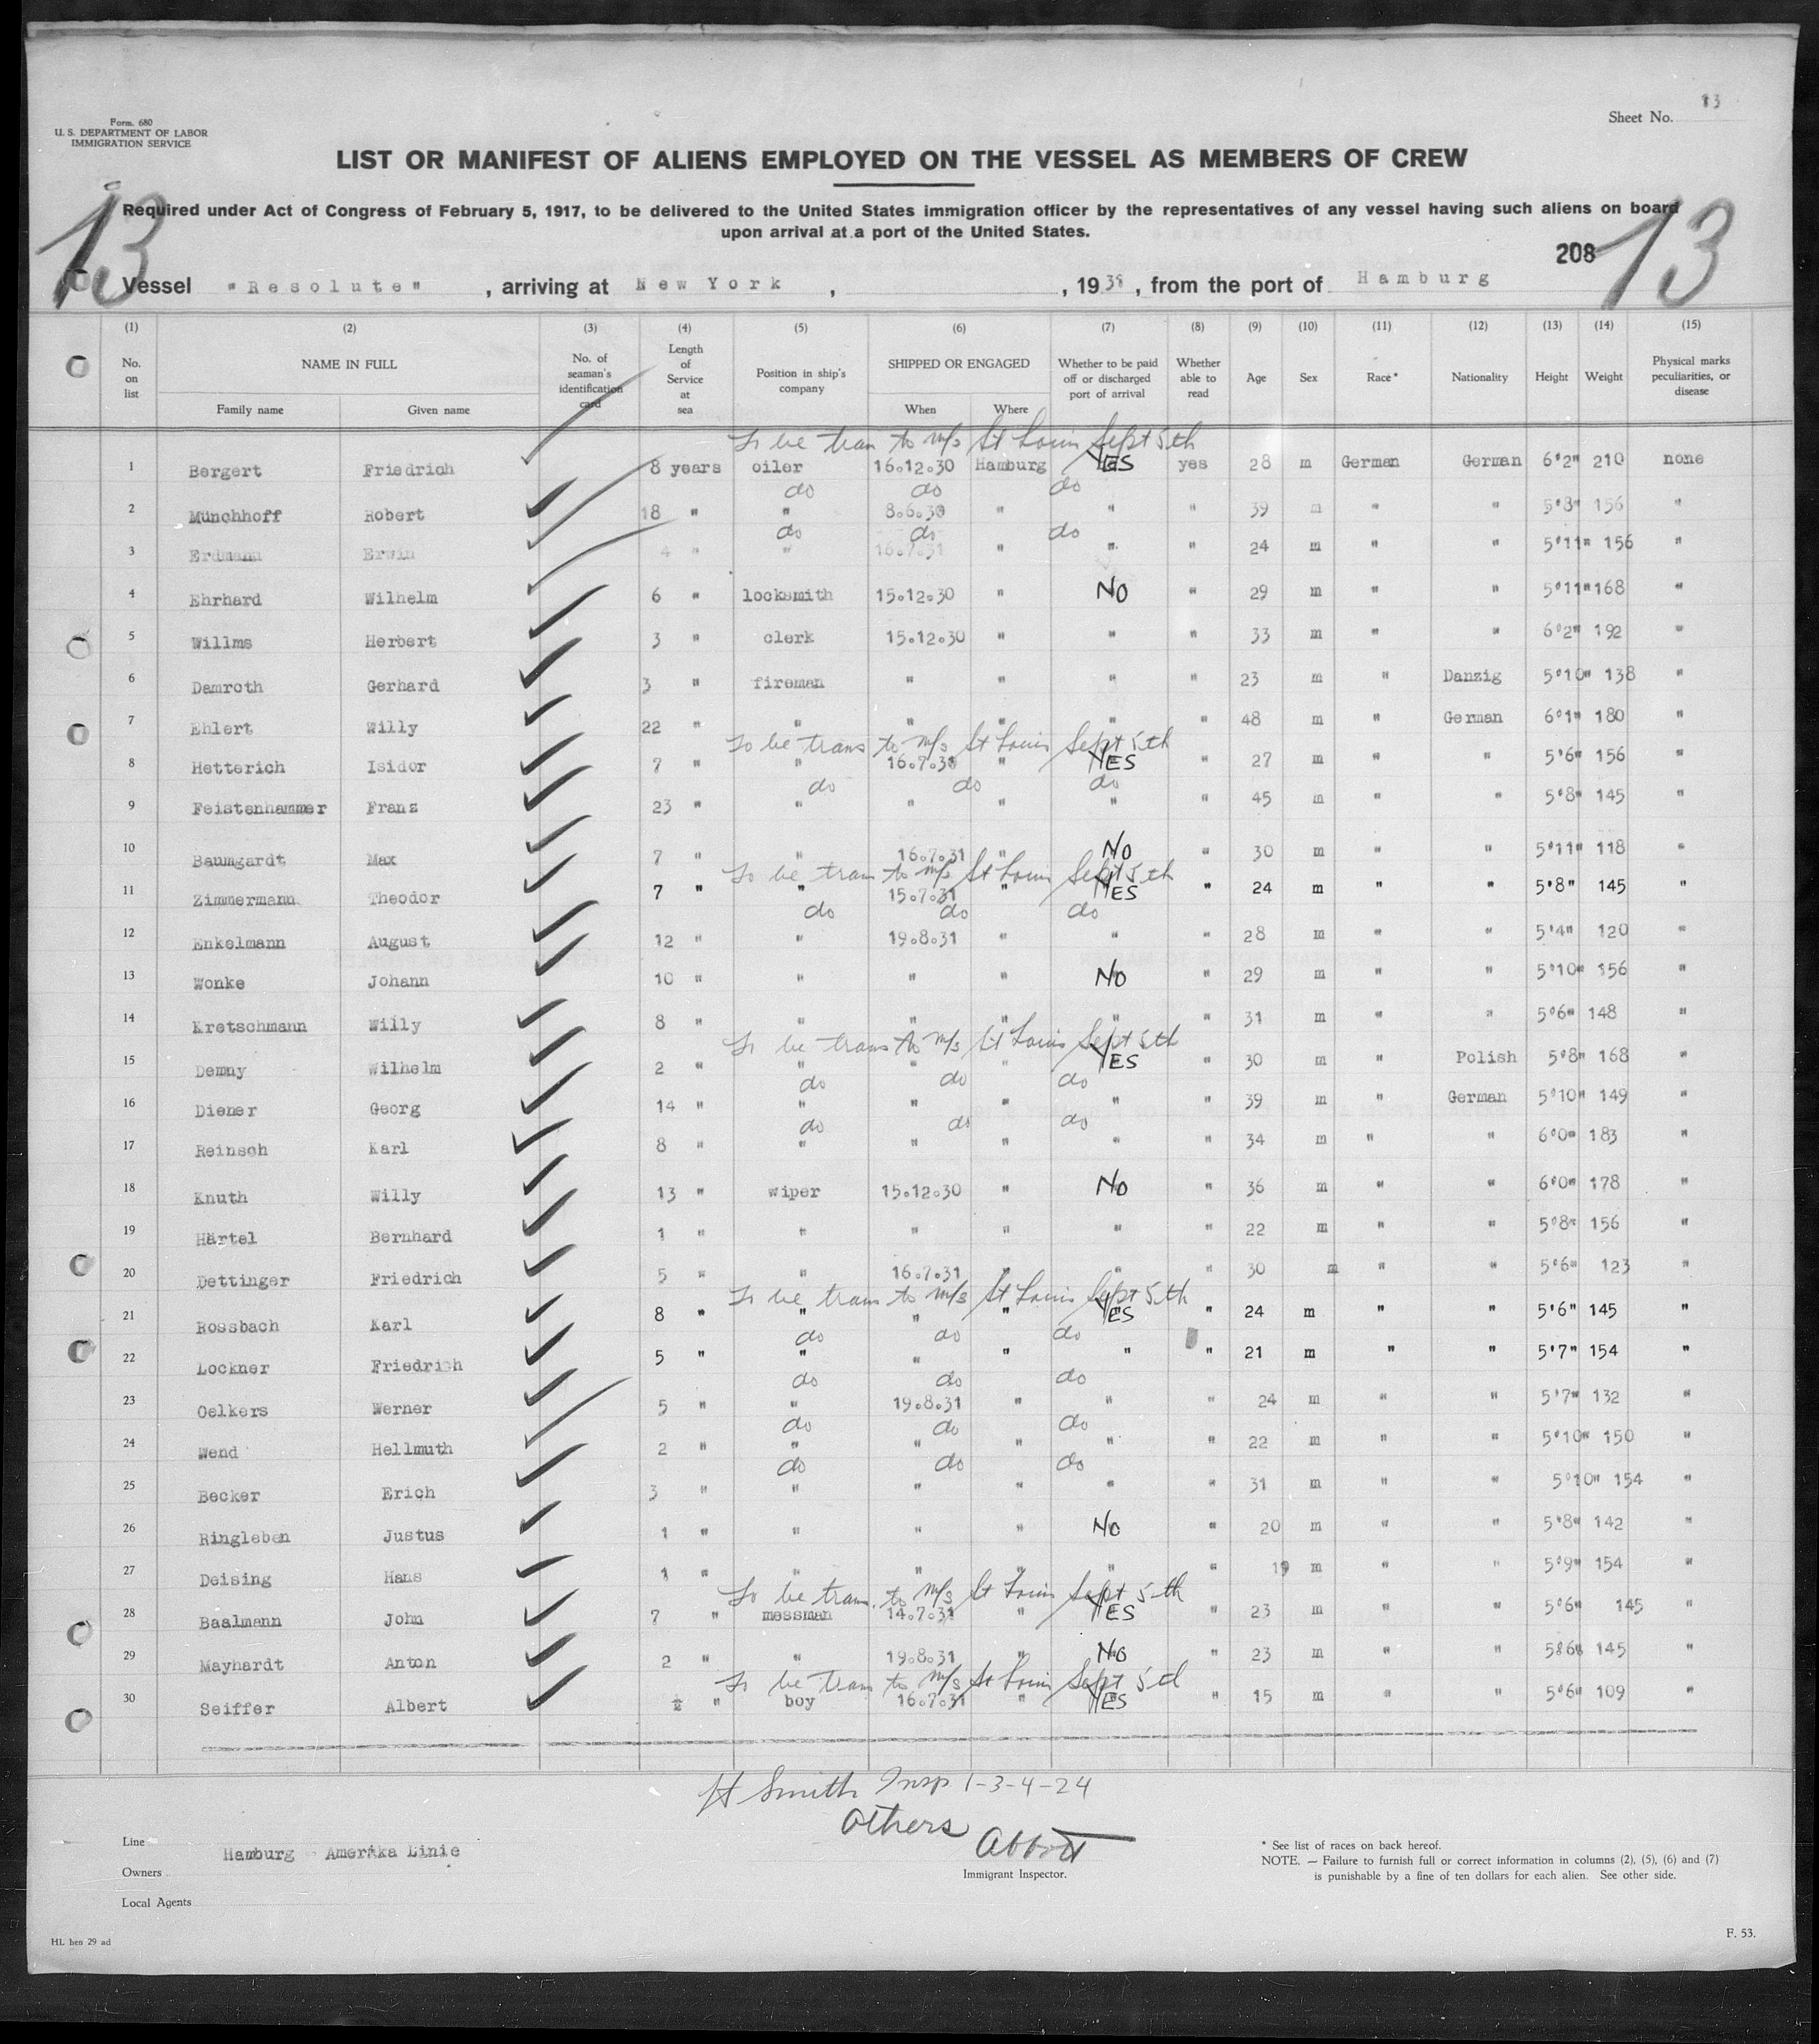 Form. 680
U. S. DEPARTMENT OF LABOR
IMMIGRATION SERVICE
Sheet No. 13
LIST OR MANIFEST OF ALIENS EMPLOYED ON THE VESSEL AS MEMBERS OF CREW
Required under Act of Congress of February 5, 1917, to be delivered to the United States immigration officer by the representatives of any vessel having such aliens on board
upon arrival at a port of the United States.
13 208 13
Vessel "Resolute" , arriving at New York , , 193 , from the port of Hamburg
(1) (2) (3) (4) (5) (6) (7) (8) (9) (10) (11) (12) (13) (14) (15)
No. on list NAME IN FULL Family name Given name No. of seaman's identification card Length of Service at sea Position in ship's company SHIPPED OR ENGAGED When Where Whether to be paid off or discharged port of arrival Whether able to read Age Sex Race* Nationality Height Weight Physical marks peculiarities, or disease
To be trans to M/s St Louis Sept 5th
1 Bergert Friedrich 8 years oiler 16.12.30 Hamburg YES yes 28 m German German 6'2" 210 none
do do do
2 Münchhoff Robert 18 " " 8.6.30 " " " 39 m " " 5'8" 156 "
do do do
3 Erdmann Erwin 4 " " 16.7.31 " " " 24 m " " 5'11" 156 "
4 Ehrhard Wilhelm 6 " locksmith 15.12.30 " NO " 29 m " " 5'11" 168 "
5 Willms Herbert 3 " clerk 15.12.30 " " " 33 m " " 6'2" 192 "
6 Damroth Gerhard 3 " fireman " " " " 23 m " Danzig 5'10" 138 "
7 Ehlert Willy 22 " " " " " " 48 m " German 6'1" 180 "
To be trans to M/s St Louis Sept 5th
8 Hetterich Isidor 7 " " 16.7.31 " YES " 27 m " " 5'6" 156 "
do do do
9 Feistenhammer Franz 23 " " " " " " 45 m " " 5'8" 145 "
10 Baumgardt Max 7 " " 16.7.31 " NO " 30 m " " 5'11" 118 "
To be trans to M/s St Louis Sept 5th
11 Zimmermann Theodor 7 " " 15.7.31 " YES " 24 m " " 5'8" 145 "
do do do
12 Enkelmann August 12 " " 19.8.31 " " " 28 m " " 5'4" 120 "
13 Wonke Johann 10 " " " " NO " 29 m " " 5'10" 156 "
14 Kretschmann Willy 8 " " " " " " 31 m " " 5'6" 148 "
To be trans to M/s St Louis Sept 5th
15 Demny Wilhelm 2 " " " " YES " 30 m " Polish 5'8" 168 "
do do do
16 Diener Georg 14 " " " " " " 39 m " German 5'10" 149 "
do do do
17 Reinsch Karl 8 " " " " " " 34 m " " 6'0" 183 "
18 Knuth Willy 13 " wiper 15.12.30 " NO " 36 m " " 6'0" 178 "
19 Härtel Bernhard 1 " " " " " " 22 m " " 5'8" 156 "
20 Dettinger Friedrich 5 " " 16.7.31 " " " 30 m " " 5'6" 123 "
To be trans to M/s St Louis Sept 5th
21 Rossbach Karl 8 " " " " YES " 24 m " " 5'6" 145 "
do do do
22 Lockner Friedrich 5 " " " " " " 21 m " " 5'7" 154 "
do do do
23 Oelkers Werner 5 " " 19.8.31 " " " 24 m " " 5'7" 132 "
do do do
24 Wend Hellmuth 2 " " " " " " 22 m " " 5'10" 150 "
do do do
25 Becker Erich 3 " " " " " " 31 m " " 5'10" 154 "
26 Ringleben Justus 1 " " " " NO " 20 m " " 5'8" 142 "
27 Deising Hans 1 " " " " " " 19 m " " 5'9" 154 "
To be trans. to M/s St Louis Sept 5th
28 Baalmann John 7 " messman 14.7.31 " YES " 23 m " " 5'6" 145 "
29 Mayhardt Anton 2 " " 19.8.31 " NO " 23 m " " 5'6" 145 "
To be trans to M/s St Louis Sept 5th
30 Seiffer Albert ½ " boy 16.7.31 " YES " 15 m " " 5'6" 109 "
H Smith Insp 1-3-4-24
Others
Abbott
Immigrant Inspector.
Line
Hamburg Amerika Linie
Owners
Local Agents
* See list of races on back hereof.
NOTE. — Failure to furnish full or correct information in columns (2), (5), (6) and (7)
is punishable by a fine of ten dollars for each alien. See other side.
HL hen 29 ad
F. 53.